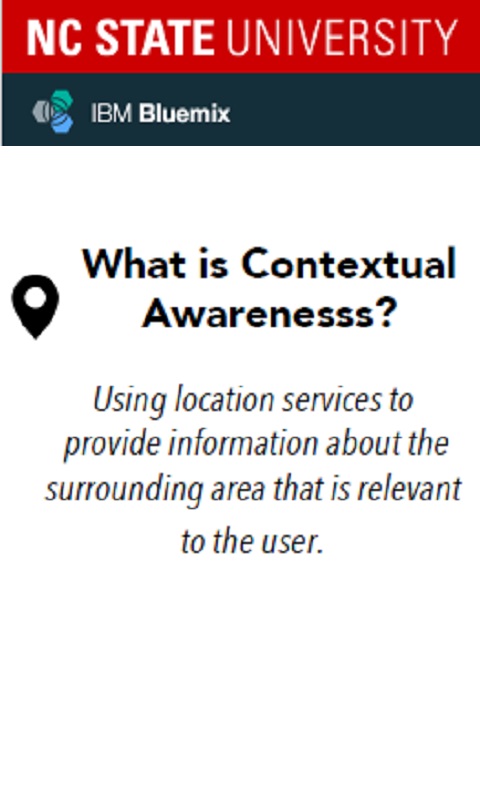 NC STATE UNIVERSITY
IBM Bluemix
What is Contextual
Awarenesss?
Using location services to
provide information about the
surrounding area that is relevant
to the user.